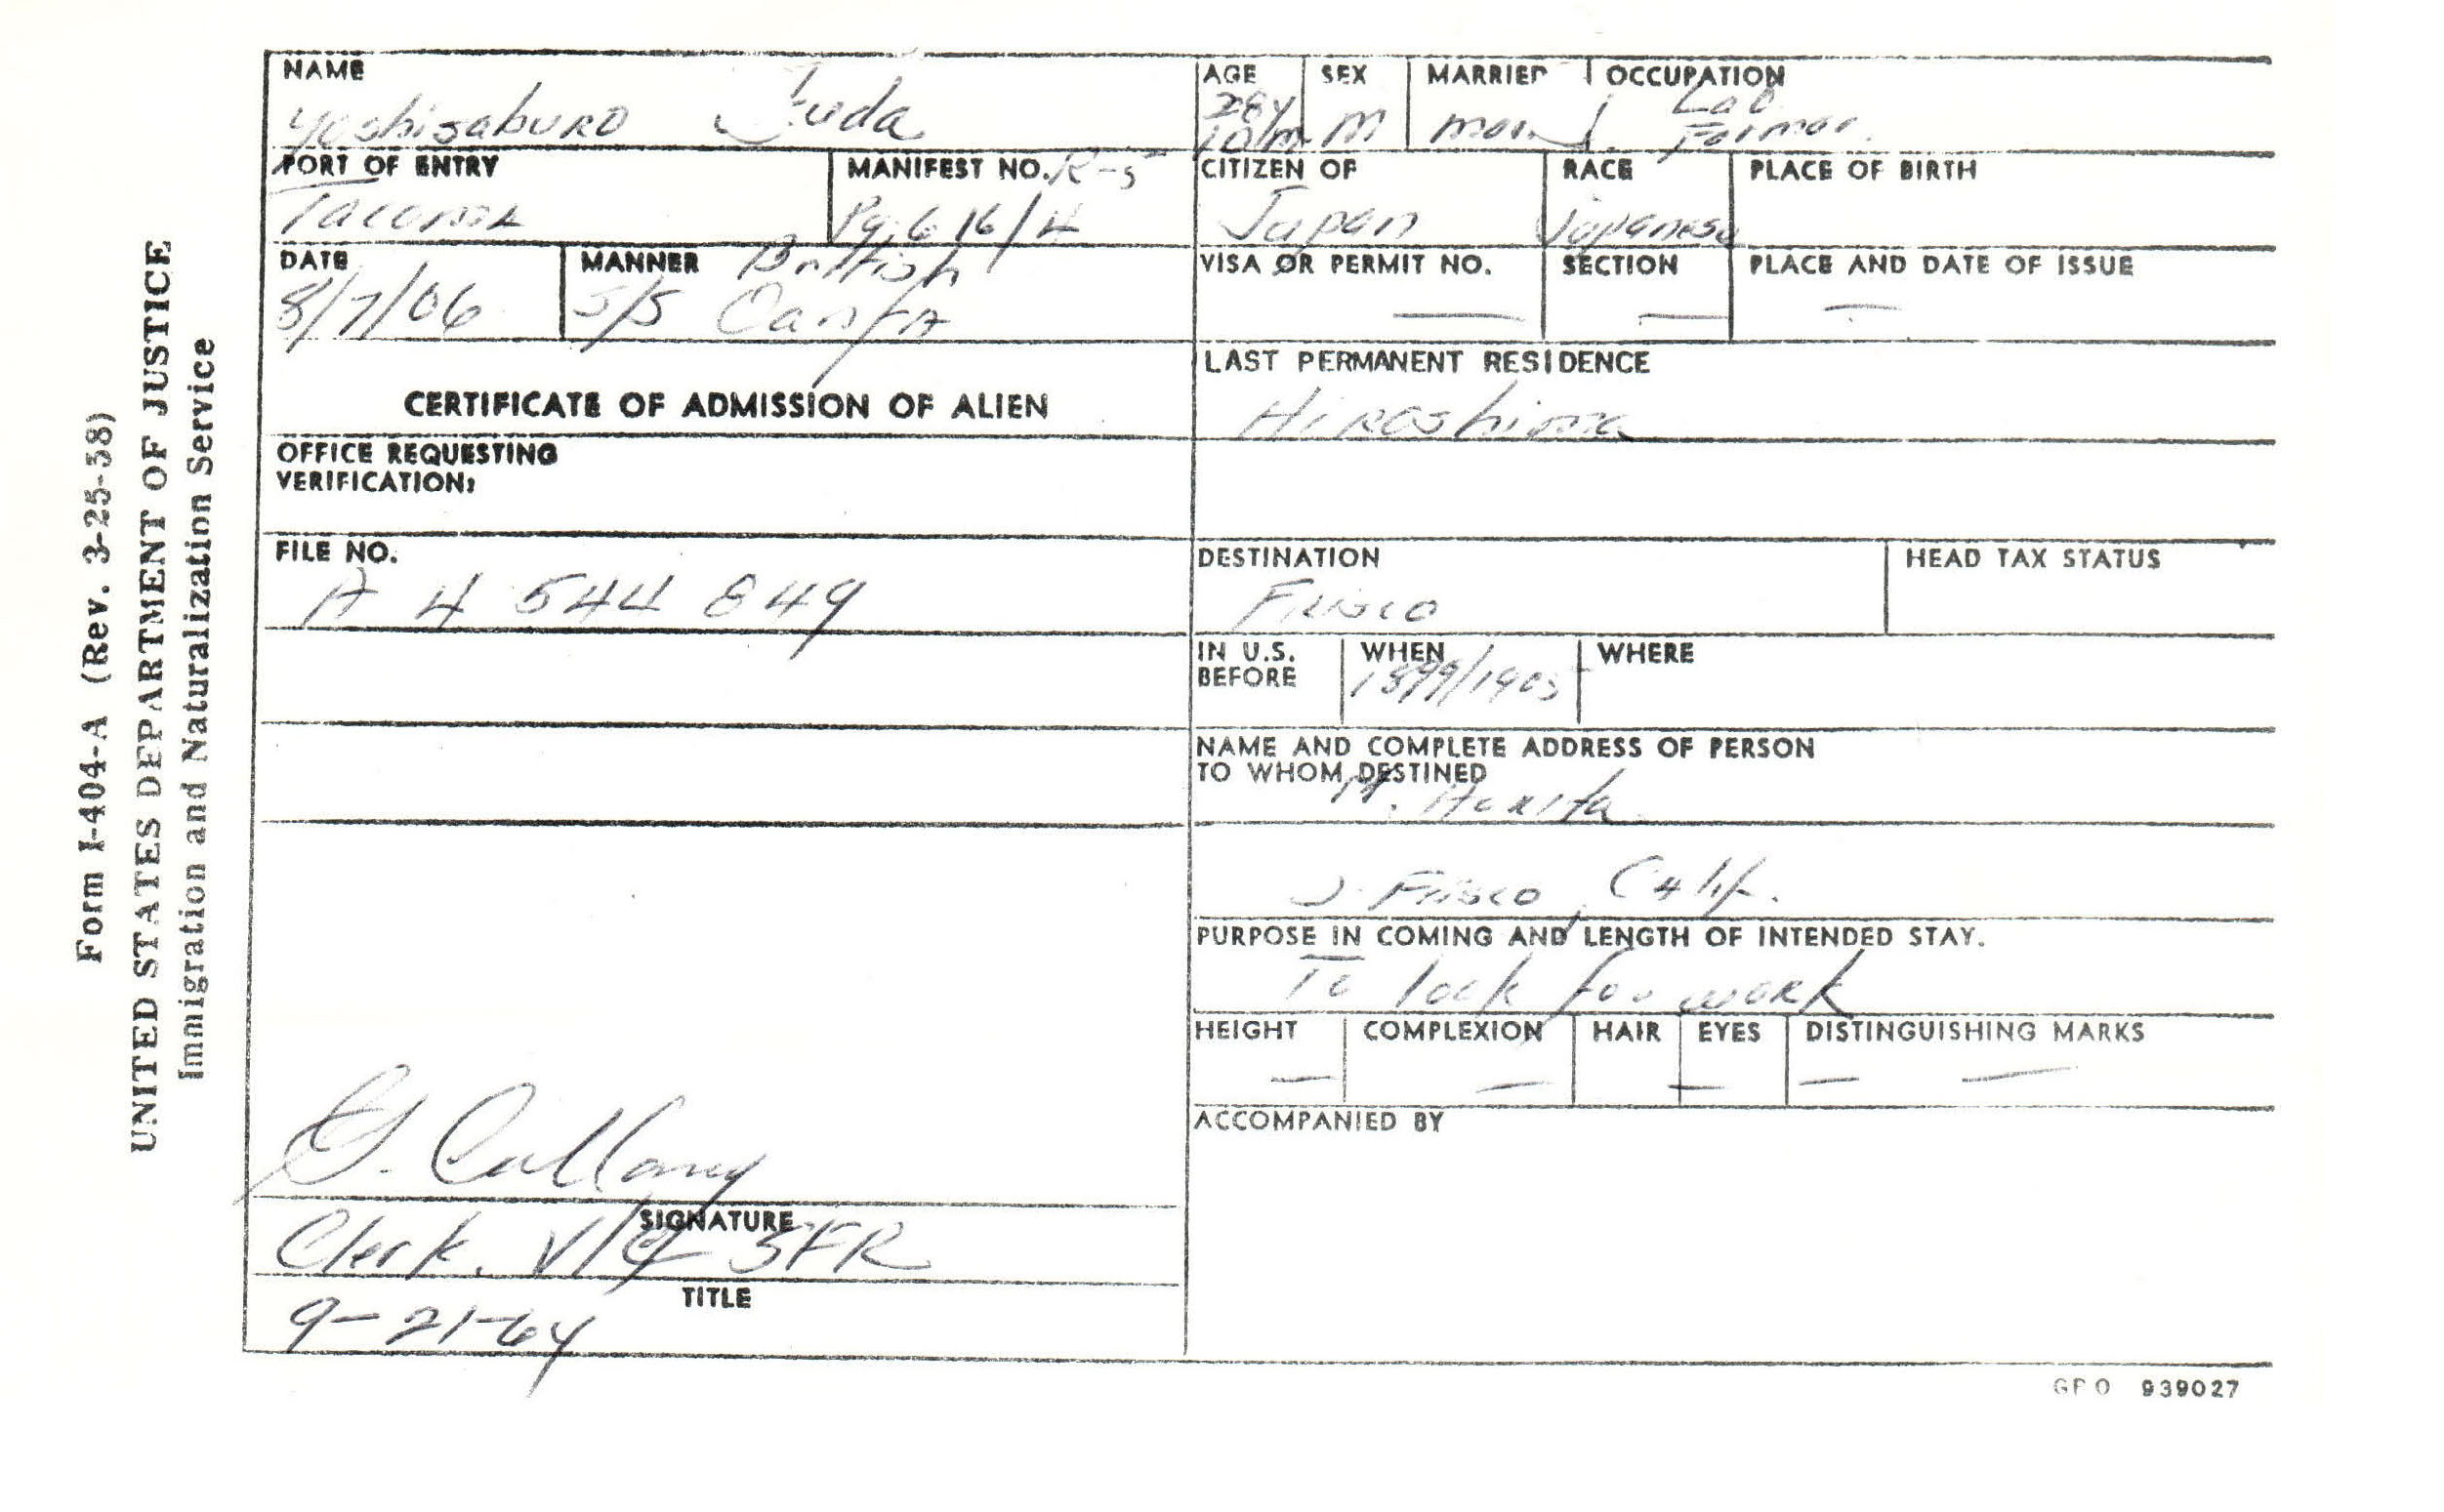 Form I-404-A (Rev. 3-25-58)
UNITED STATES DEPARTMENT OF JUSTICE
Immigration and Naturalization Service
NAME
Yoshisaburo Fuda
PORT OF ENTRY
Tacoma
MANIFEST NO. R-5
Pg. 6 16/4
DATE
8/7/06
MANNER British
S/S Canfa
CERTIFICATE OF ADMISSION OF ALIEN
OFFICE REQUESTING
VERIFICATION:
FILE NO.
A 4 544 849
SIGNATURE
Clerk. SFR
TITLE
9-21-64
AGE
28y
10/m
SEX
M
MARRIED
mar.
OCCUPATION
Lab
Farmer.
CITIZEN OF
Japan
RACE
Japanese
PLACE OF BIRTH
VISA OR PERMIT NO.
—
SECTION
—
PLACE AND DATE OF ISSUE
—
LAST PERMANENT RESIDENCE
Hiroshima
DESTINATION
Frisco
HEAD TAX STATUS
IN U.S.
BEFORE
WHEN
1899/1905
WHERE
NAME AND COMPLETE ADDRESS OF PERSON
TO WHOM DESTINED
Frisco, Calif.
PURPOSE IN COMING AND LENGTH OF INTENDED STAY.
To look for work
HEIGHT
—
COMPLEXION
—
HAIR
EYES
—
DISTINGUISHING MARKS
— —
ACCOMPANIED BY
GPO 939027